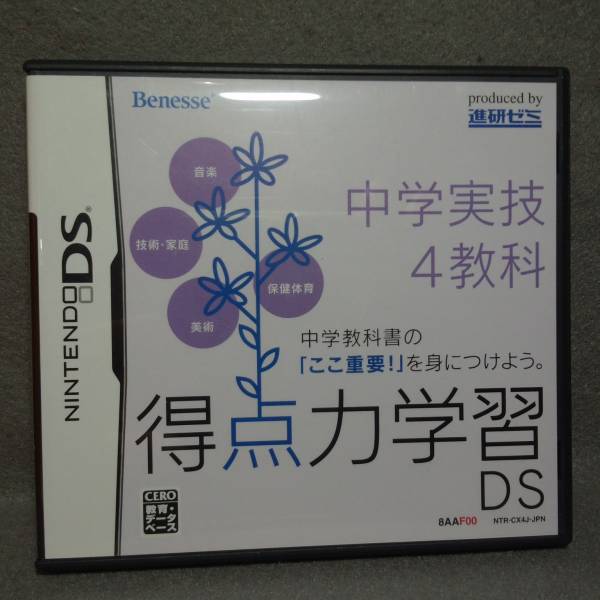 Benesse®
produced by
進研ゼミ
音楽
技術・家庭
美術
保健体育
中学実技
4教科
中学教科書の
「ここ重要!」を身につけよう。
得点力学習
DS
NINTENDO DS®
CERO
教育・
データ
ベース
8AAF00
NTR-CX4J-JPN